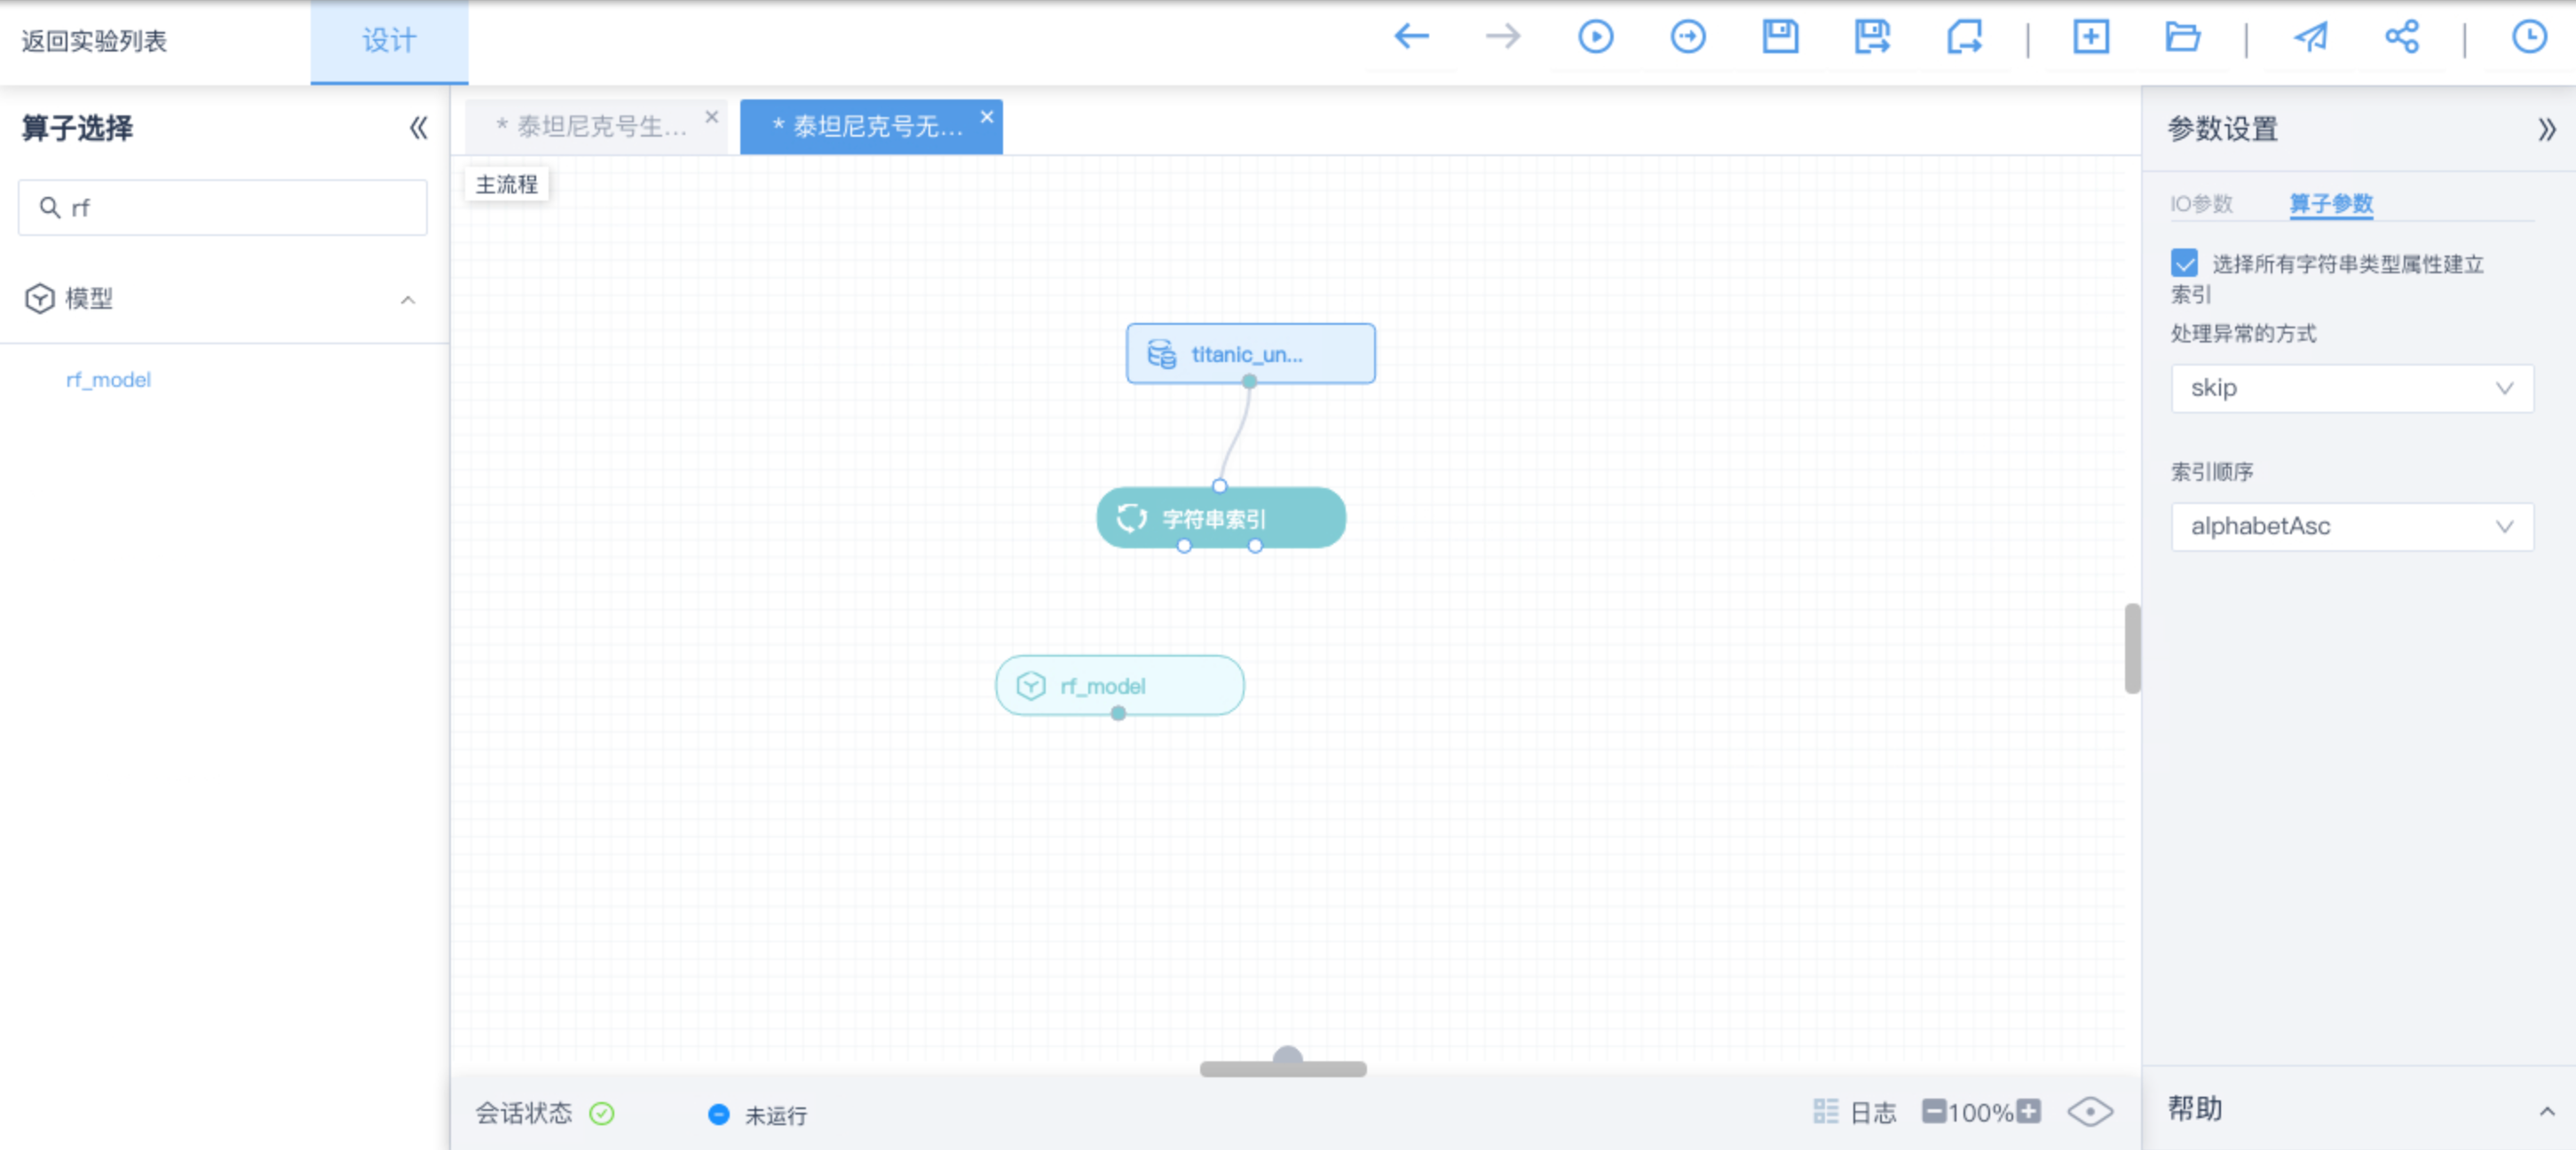 返回实验列表
设计
算子选择
rf
模型
rf_model
* 泰坦尼克号生...
* 泰坦尼克号无...
主流程
titanic_un...
字符串索引
rf_model
参数设置
IO参数
算子参数
选择所有字符串类型属性建立
索引
处理异常的方式
skip
索引顺序
alphabetAsc
会话状态
未运行
日志
100%
帮助